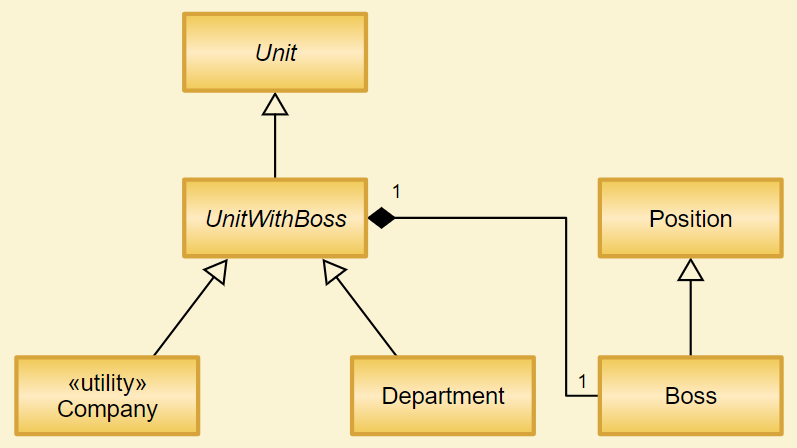 Unit
1
UnitWithBoss
Position
«utility»
Company
Department
1
Boss